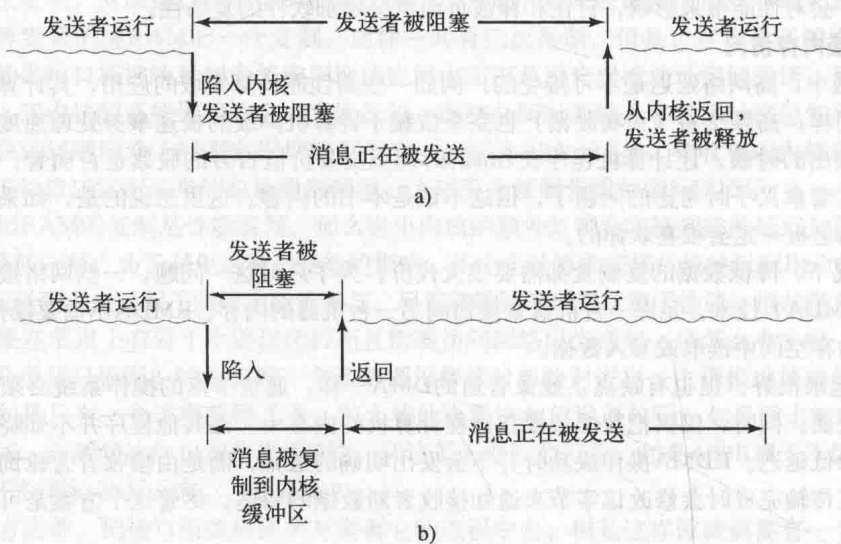 发送者被阻塞
发送者运行
发送者运行
陷入内核，
发送者被阻塞
从内核返回，
发送者被释放
消息正在被发送
a)
发送者被
阻塞
发送者运行
发送者运行
陷入
返回
消息正在被发送
消息被复
制到内核
缓冲区
b)